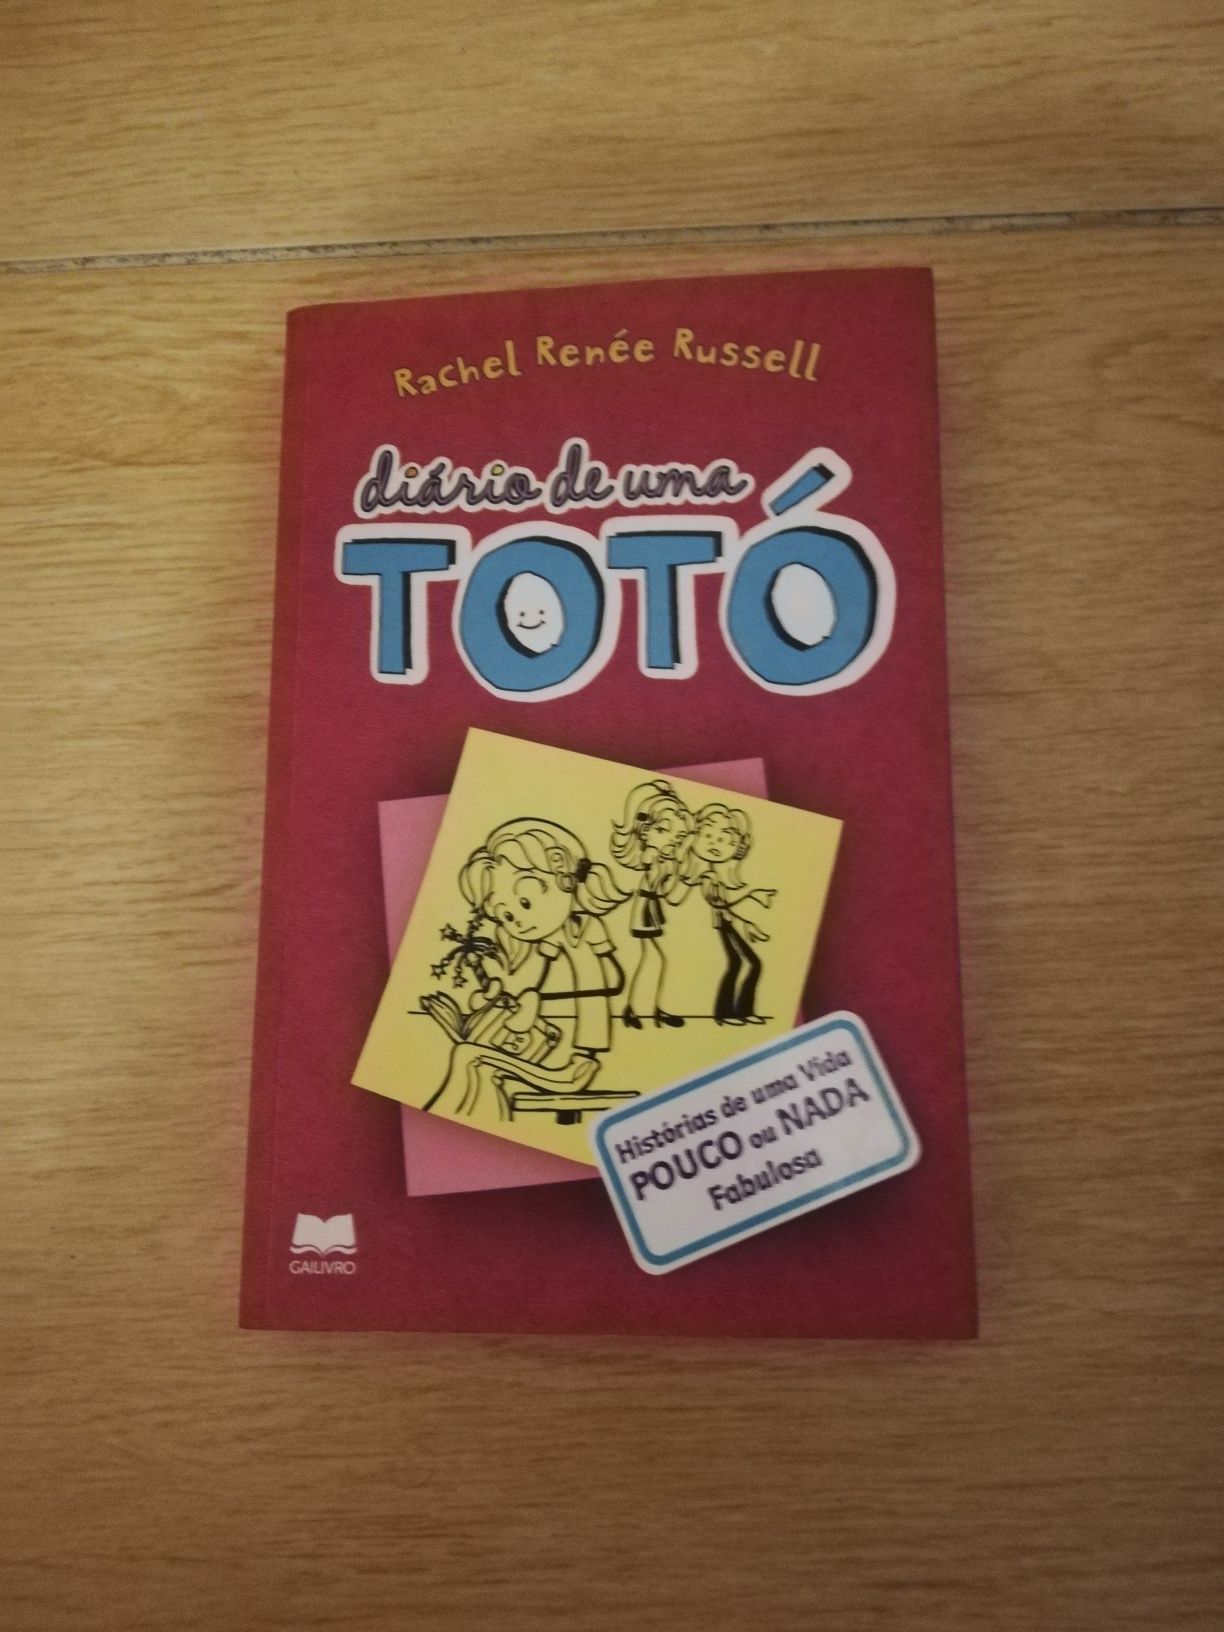 Rachel Renée Russell
diário de uma
TOTÓ
Histórias de uma Vida
POUCO ou NADA
Fabulosa
GAILIVRO